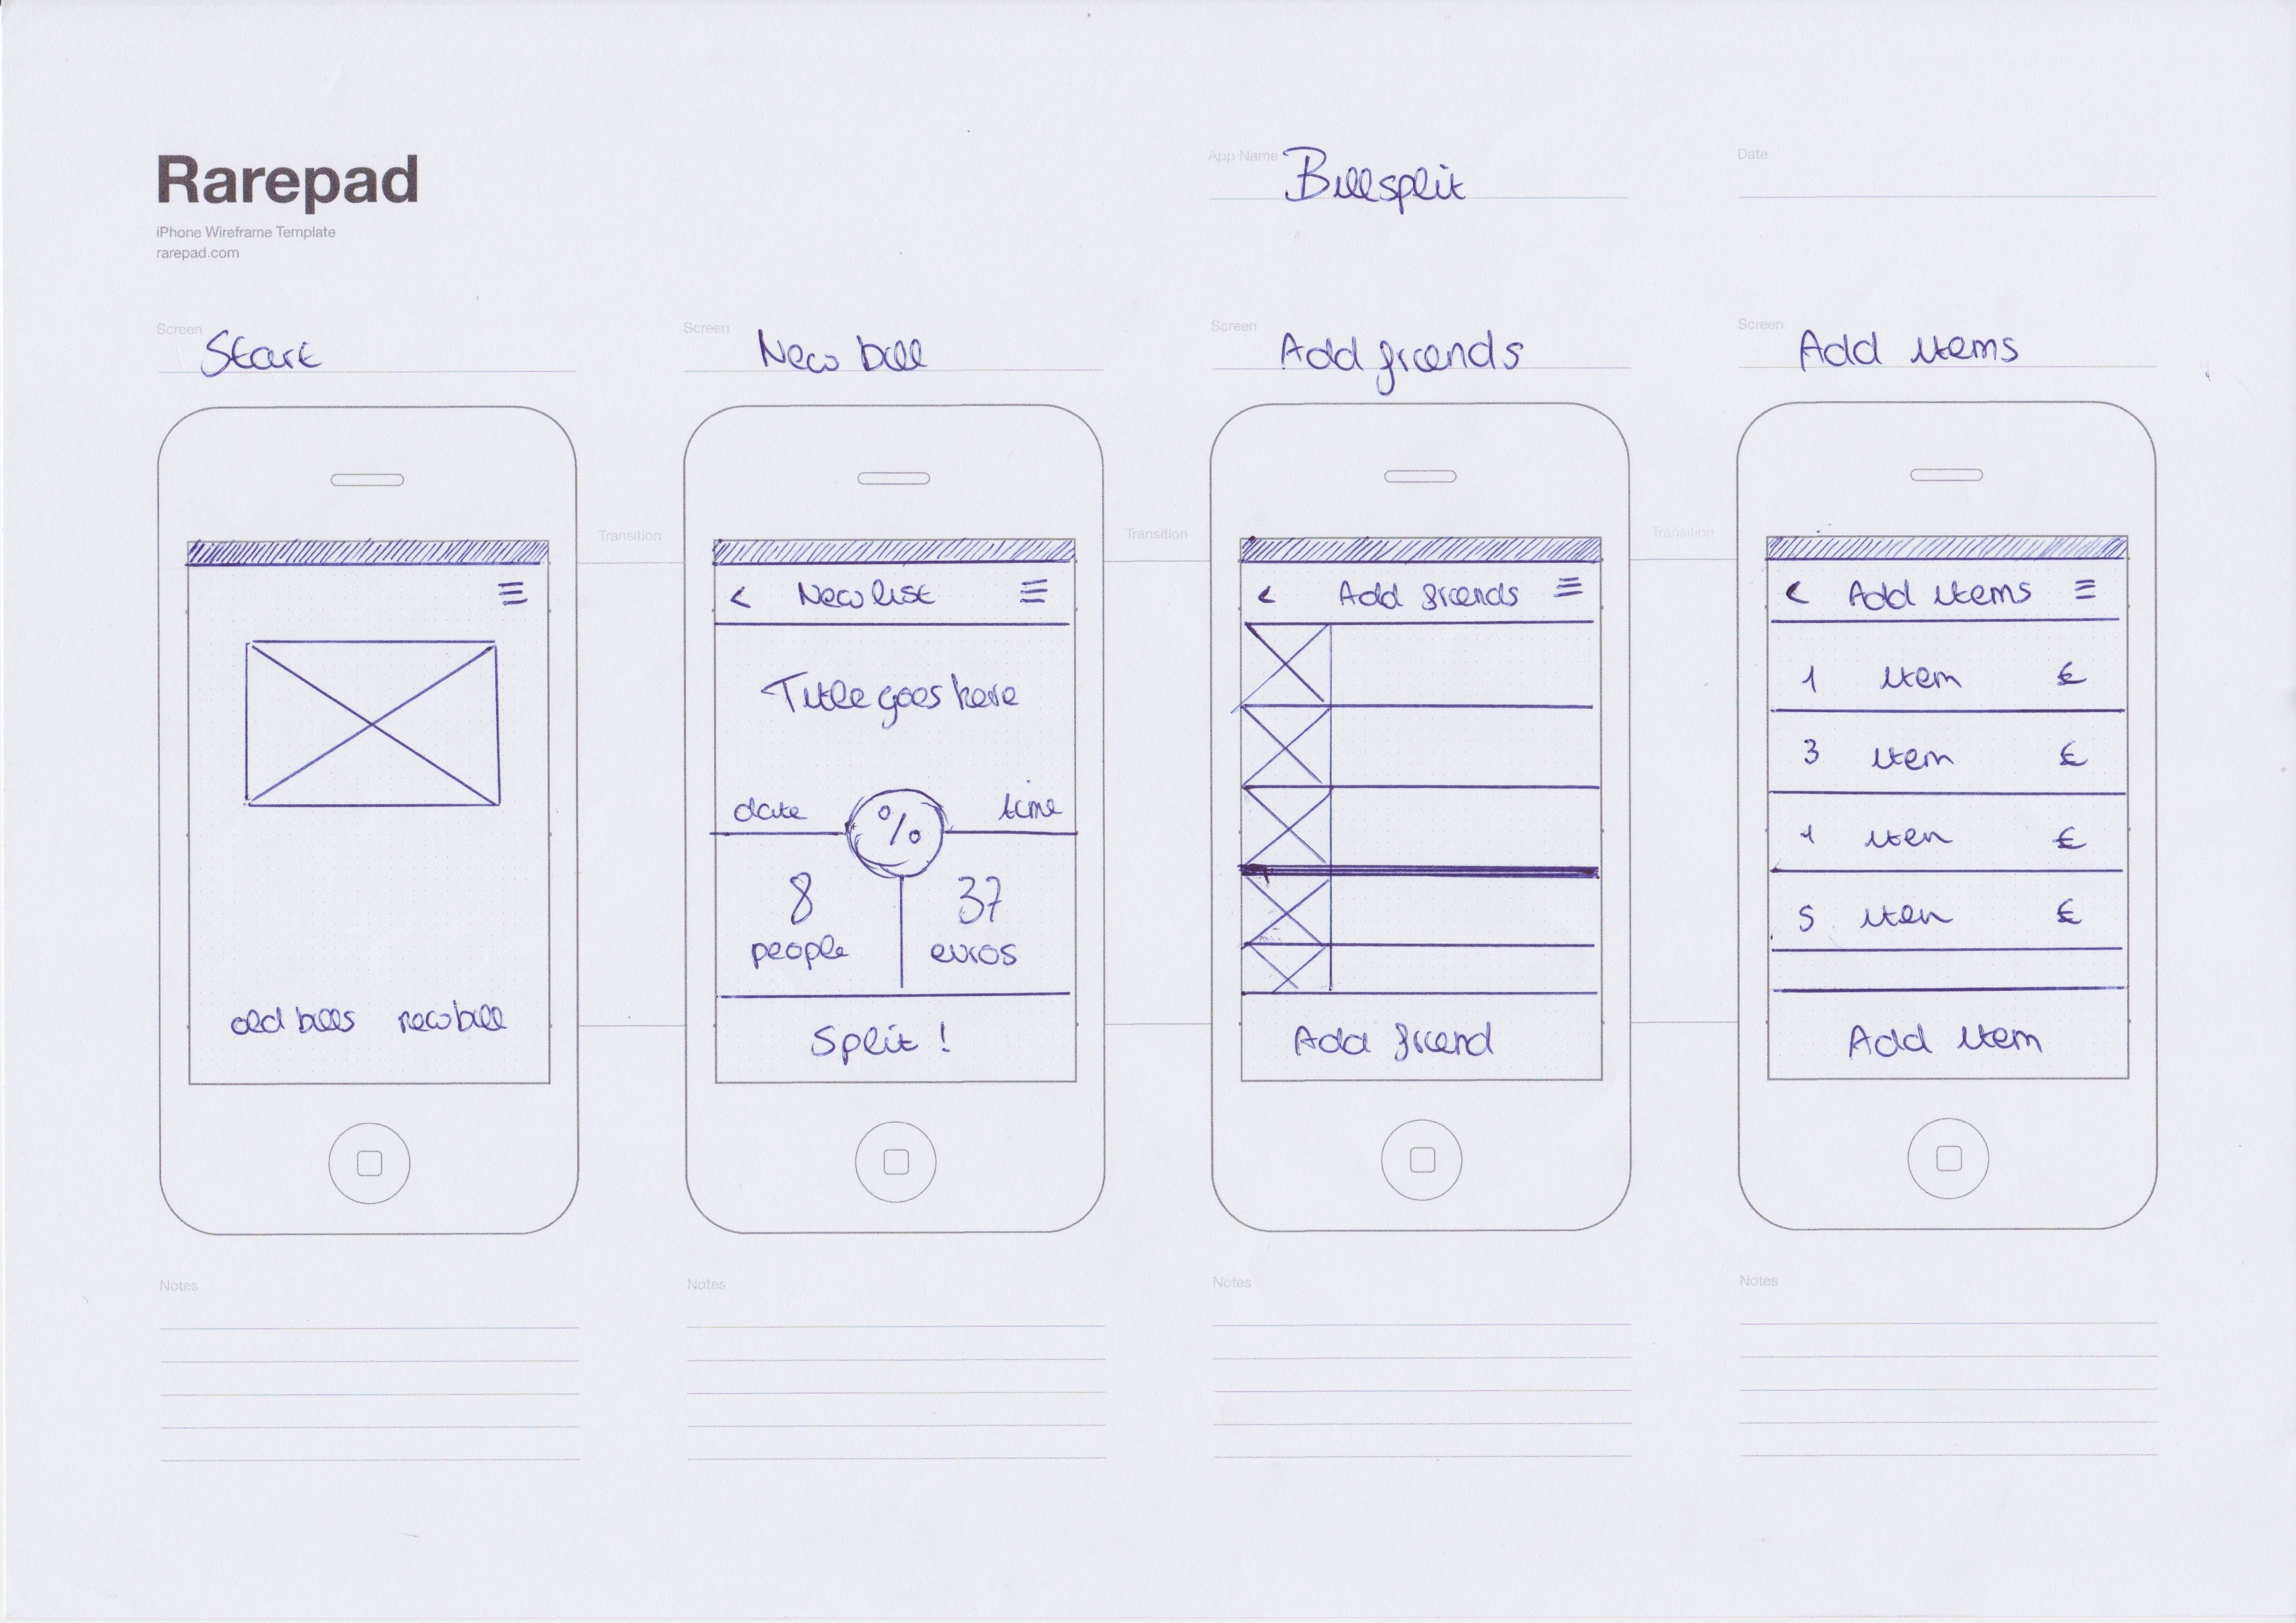 Rarepad
iPhone Wireframe Template
rarepad.com
App Name Billsplit
Date
Screen Start
Screen New bill
Screen Add friends
Screen Add items
Transition
Transition
Transition
< New list
Title goes here
date % time
8 37
people euros
Split !
old bills new bill
< Add friends
Add friend
< Add items
1 item €
3 item €
1 item €
5 item €
Add item
Notes
Notes
Notes
Notes